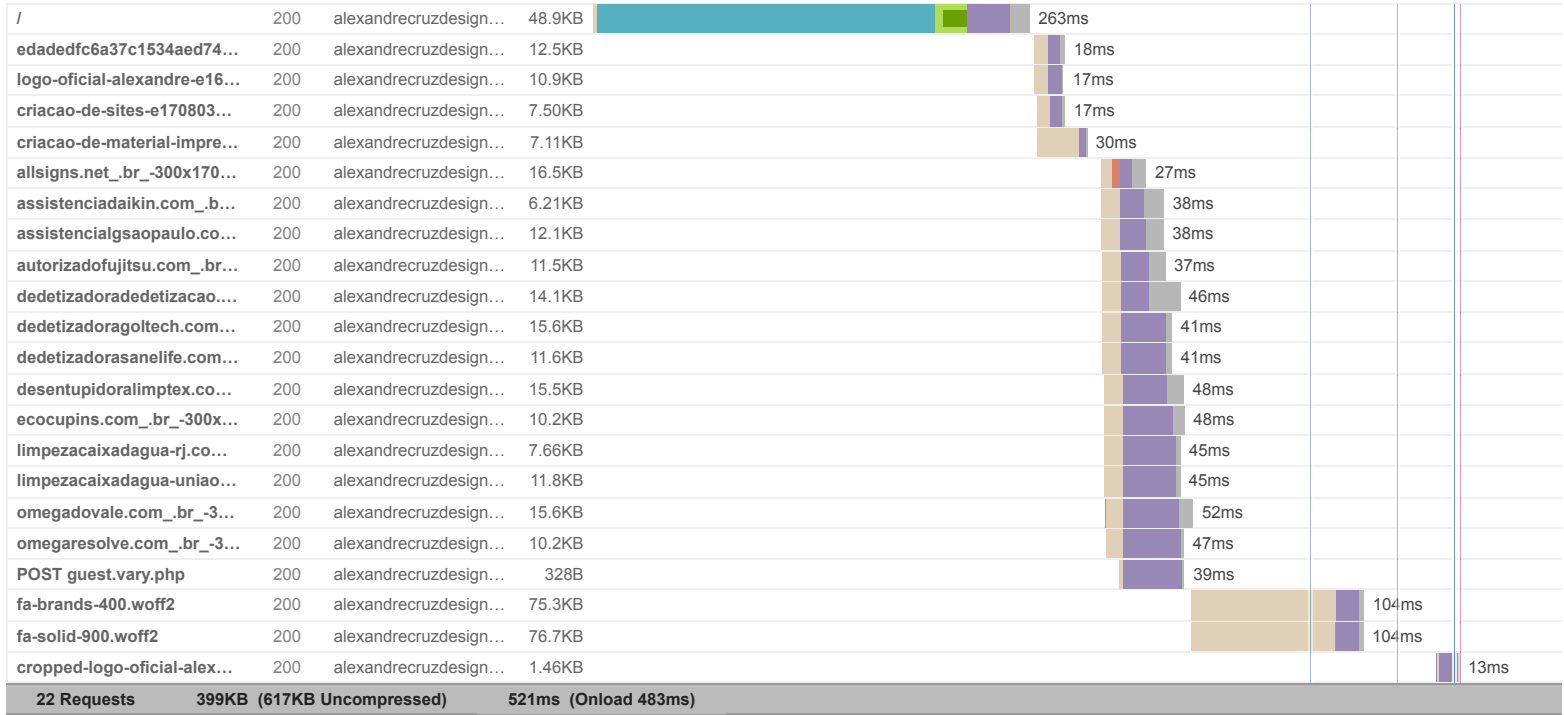 / 200 alexandrecruzdesign… 48.9KB 263ms
edadedfc6a37c1534aed74… 200 alexandrecruzdesign… 12.5KB 18ms
logo-oficial-alexandre-e16… 200 alexandrecruzdesign… 10.9KB 17ms
criacao-de-sites-e170803… 200 alexandrecruzdesign… 7.50KB 17ms
criacao-de-material-impre… 200 alexandrecruzdesign… 7.11KB 30ms
allsigns.net_.br_-300x170… 200 alexandrecruzdesign… 16.5KB 27ms
assistenciadaikin.com_.b… 200 alexandrecruzdesign… 6.21KB 38ms
assistencialgsaopaulo.co… 200 alexandrecruzdesign… 12.1KB 38ms
autorizadofujitsu.com_.br… 200 alexandrecruzdesign… 11.5KB 37ms
dedetizadoradedetizacao.… 200 alexandrecruzdesign… 14.1KB 46ms
dedetizadoragoltech.com… 200 alexandrecruzdesign… 15.6KB 41ms
dedetizadorasanelife.com… 200 alexandrecruzdesign… 11.6KB 41ms
desentupidoralimptex.co… 200 alexandrecruzdesign… 15.5KB 48ms
ecocupins.com_.br_-300x… 200 alexandrecruzdesign… 10.2KB 48ms
limpezacaixadagua-rj.co… 200 alexandrecruzdesign… 7.66KB 45ms
limpezacaixadagua-uniao… 200 alexandrecruzdesign… 11.8KB 45ms
omegadovale.com_.br_-3… 200 alexandrecruzdesign… 15.6KB 52ms
omegaresolve.com_.br_-3… 200 alexandrecruzdesign… 10.2KB 47ms
POST guest.vary.php 200 alexandrecruzdesign… 328B 39ms
fa-brands-400.woff2 200 alexandrecruzdesign… 75.3KB 104ms
fa-solid-900.woff2 200 alexandrecruzdesign… 76.7KB 104ms
cropped-logo-oficial-alex… 200 alexandrecruzdesign… 1.46KB 13ms
22 Requests 399KB (617KB Uncompressed) 521ms (Onload 483ms)